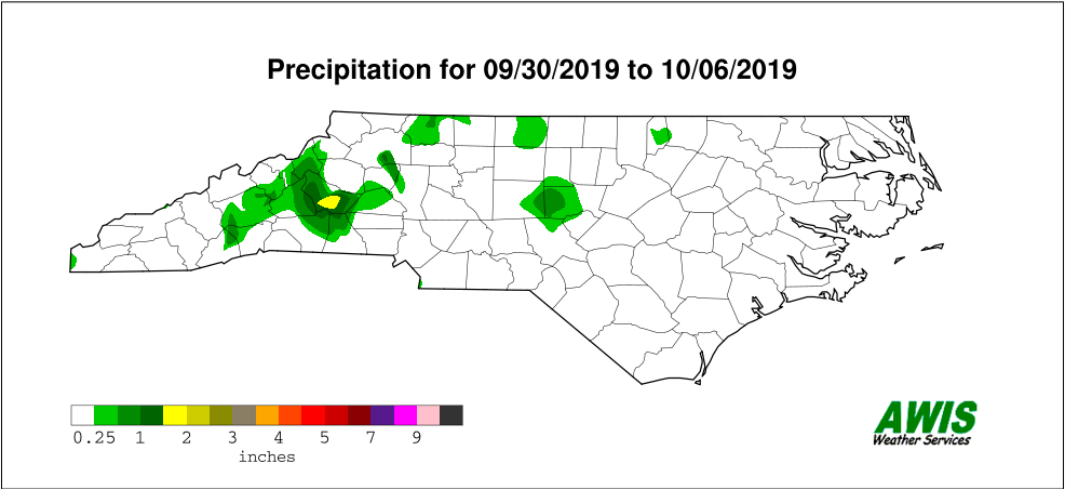 Precipitation for 09/30/2019 to 10/06/2019
0.25 1 2 3 4 5 7 9
inches
AWIS
Weather Services